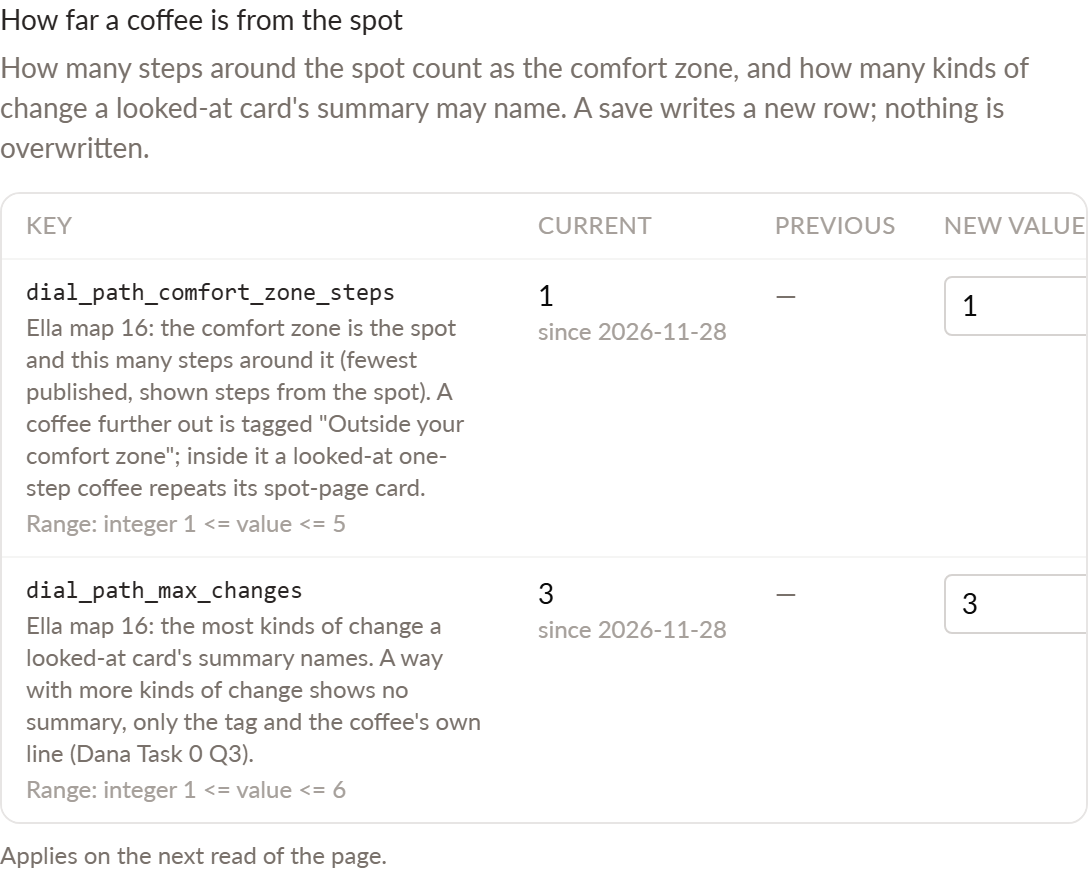 How far a coffee is from the spot
How many steps around the spot count as the comfort zone, and how many kinds of
change a looked-at card's summary may name. A save writes a new row; nothing is
overwritten.
KEY CURRENT PREVIOUS NEW VALUE
dial_path_comfort_zone_steps 1 — 1
since 2026-11-28
Ella map 16: the comfort zone is the spot
and this many steps around it (fewest
published, shown steps from the spot). A
coffee further out is tagged "Outside your
comfort zone"; inside it a looked-at one-
step coffee repeats its spot-page card.
Range: integer 1 <= value <= 5
dial_path_max_changes 3 — 3
since 2026-11-28
Ella map 16: the most kinds of change a
looked-at card's summary names. A way
with more kinds of change shows no
summary, only the tag and the coffee's own
line (Dana Task 0 Q3).
Range: integer 1 <= value <= 6
Applies on the next read of the page.